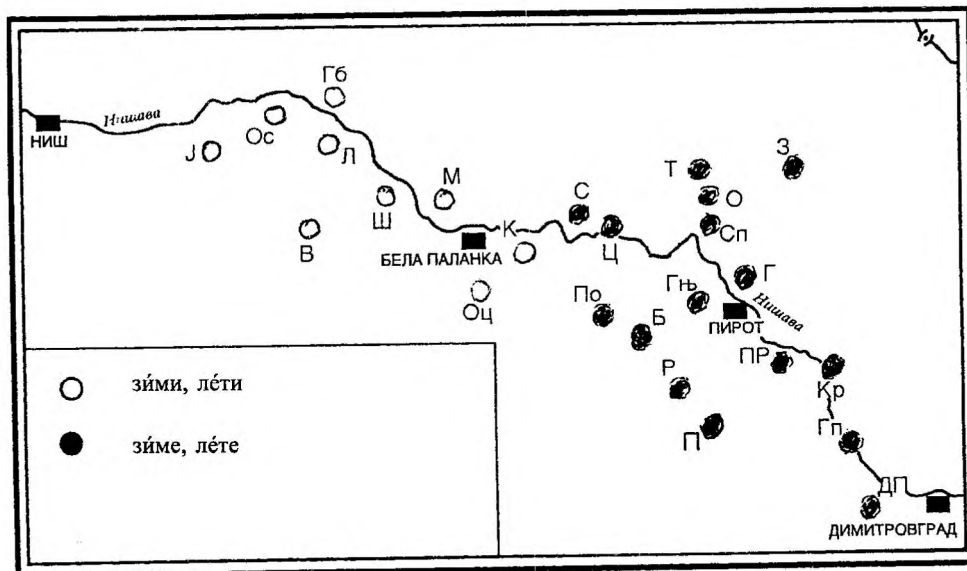 Гб
Нишава
НИШ
Ј
Ос
Л
В
Ш
М
К
БЕЛА ПАЛАНКА
Оц
С
Ц
Т
О
Сп
З
Г
Гњ
Нишава
ПИРОТ
По
Б
Р
П
ПР
Кр
Гп
ДП
ДИМИТРОВГРАД
зи́ми, ле́ти
зи́ме, ле́те